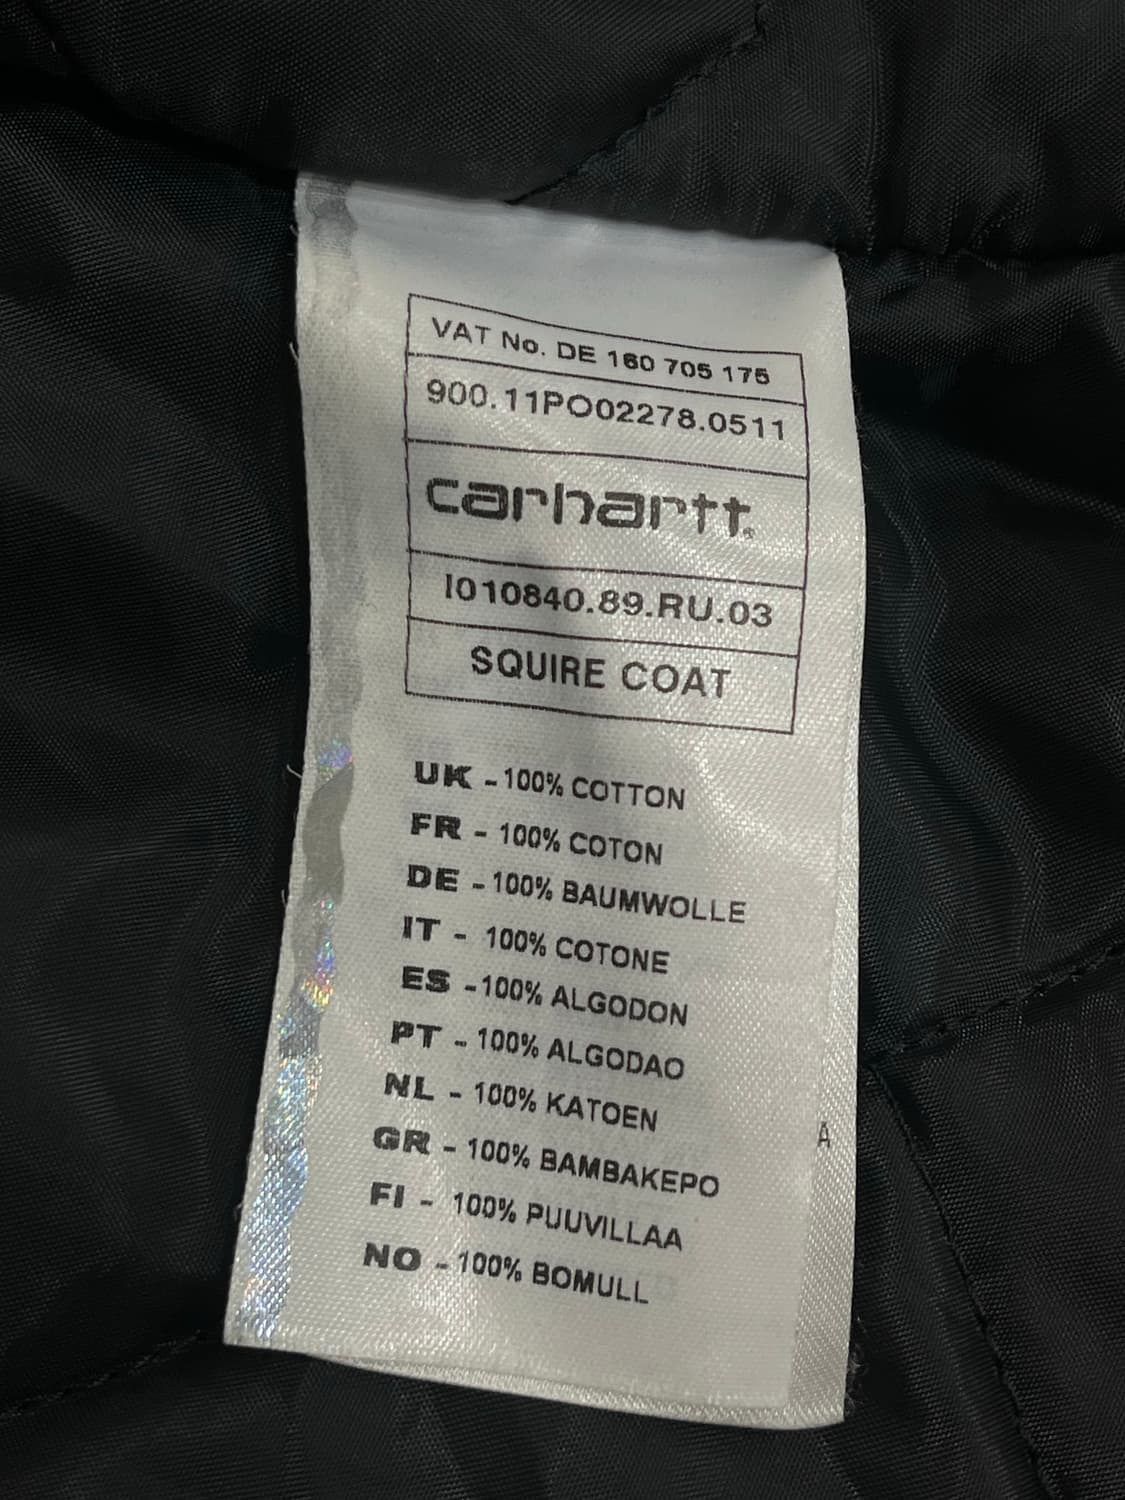 VAT No. DE 160 705 175
900.11PO02278.0511
carhartt®
I010840.89.RU.03
SQUIRE COAT
UK - 100% COTTON
FR - 100% COTON
DE - 100% BAUMWOLLE
IT - 100% COTONE
ES - 100% ALGODON
PT - 100% ALGODAO
NL - 100% KATOEN
GR - 100% BAMBAKEPO
FI - 100% PUUVILLAA
NO - 100% BOMULL
A